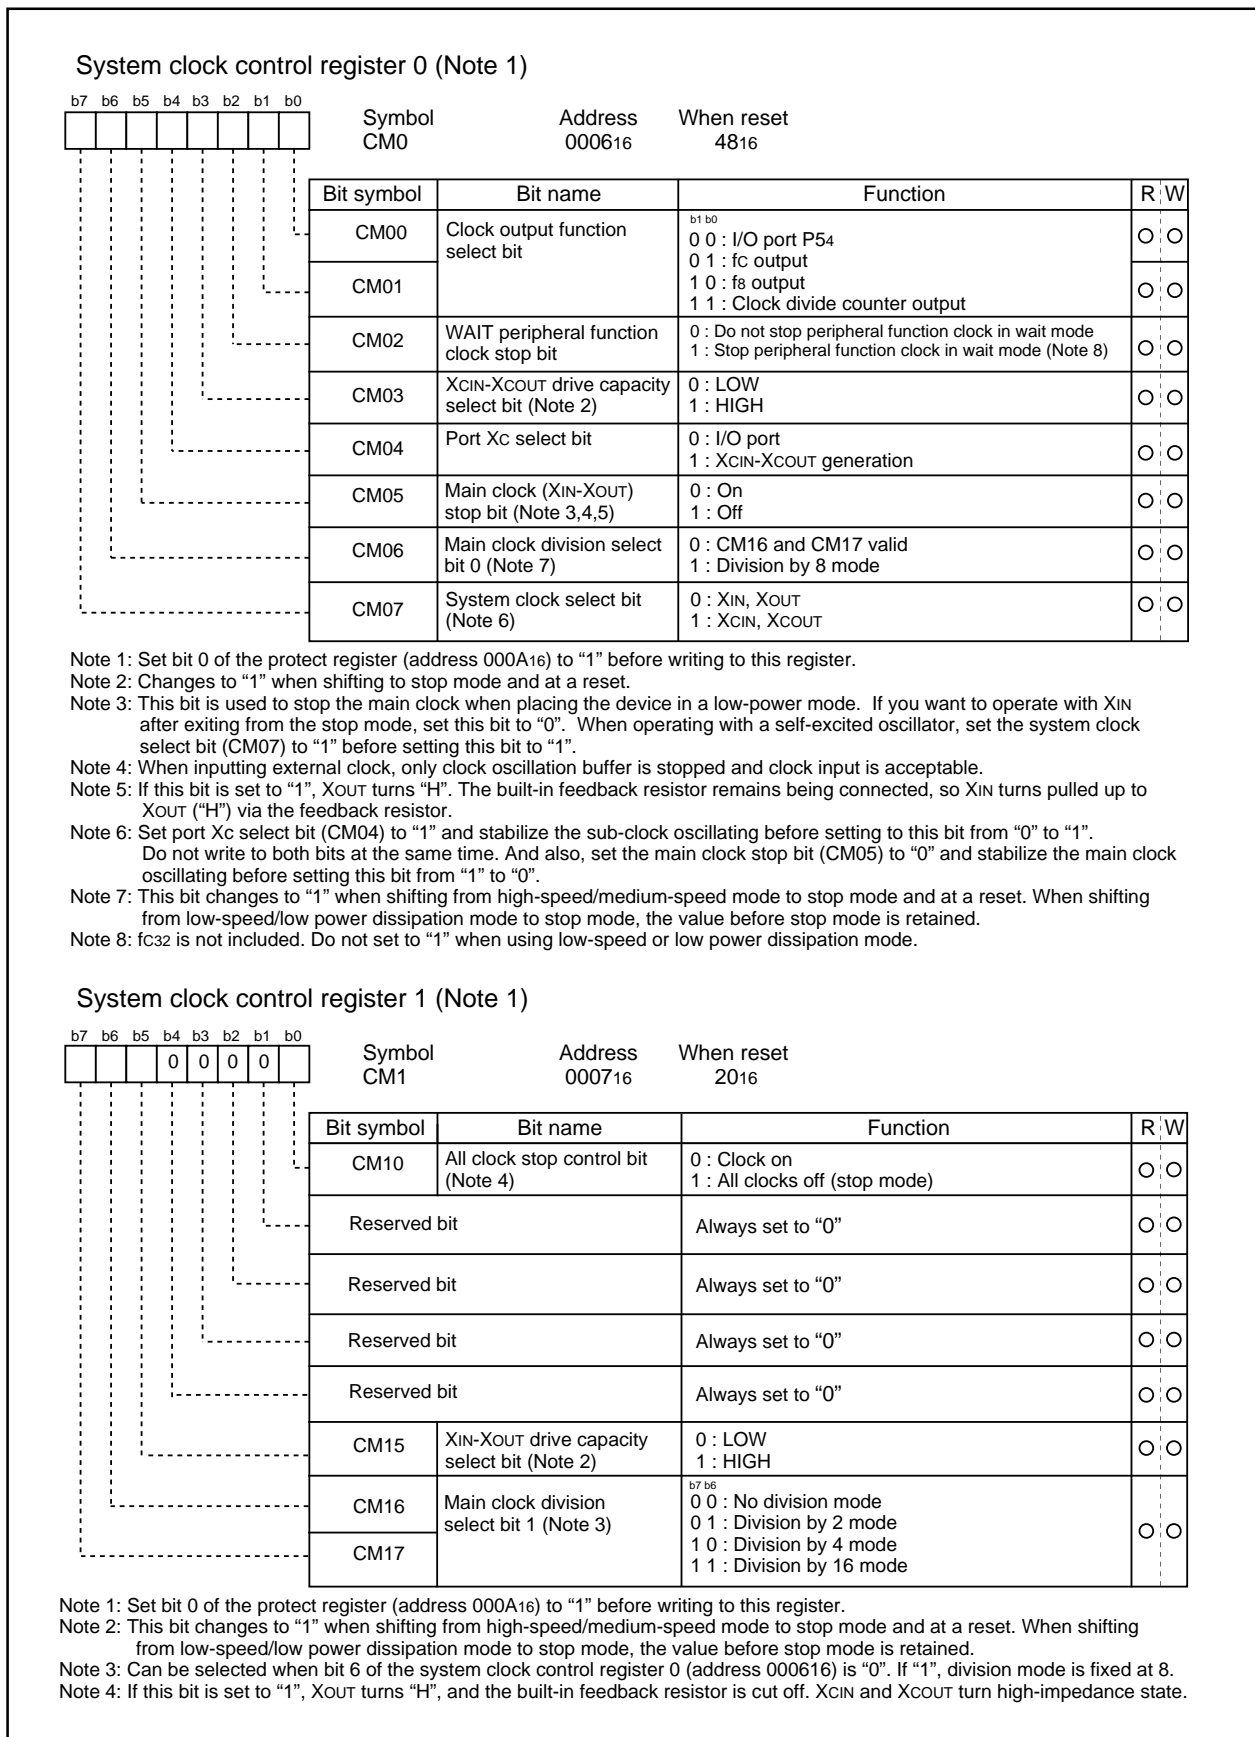 System clock control register 0 (Note 1)
b7 b6 b5 b4 b3 b2 b1 b0
Symbol Address When reset
CM0 000616 4816
Bit symbol Bit name Function R W
CM00 Clock output function select bit
b1 b0
0 0 : I/O port P54
0 1 : fC output
CM01
1 0 : f8 output
1 1 : Clock divide counter output
CM02 WAIT peripheral function clock stop bit
0 : Do not stop peripheral function clock in wait mode
1 : Stop peripheral function clock in wait mode (Note 8)
CM03 XCIN-XCOUT drive capacity select bit (Note 2)
0 : LOW
1 : HIGH
CM04 Port XC select bit
0 : I/O port
1 : XCIN-XCOUT generation
CM05 Main clock (XIN-XOUT) stop bit (Note 3,4,5)
0 : On
1 : Off
CM06 Main clock division select bit 0 (Note 7)
0 : CM16 and CM17 valid
1 : Division by 8 mode
CM07 System clock select bit (Note 6)
0 : XIN, XOUT
1 : XCIN, XCOUT
Note 1: Set bit 0 of the protect register (address 000A16) to “1” before writing to this register.
Note 2: Changes to “1” when shifting to stop mode and at a reset.
Note 3: This bit is used to stop the main clock when placing the device in a low-power mode. If you want to operate with XIN
after exiting from the stop mode, set this bit to “0”. When operating with a self-excited oscillator, set the system clock
select bit (CM07) to “1” before setting this bit to “1”.
Note 4: When inputting external clock, only clock oscillation buffer is stopped and clock input is acceptable.
Note 5: If this bit is set to “1”, XOUT turns “H”. The built-in feedback resistor remains being connected, so XIN turns pulled up to
XOUT (“H”) via the feedback resistor.
Note 6: Set port Xc select bit (CM04) to “1” and stabilize the sub-clock oscillating before setting to this bit from “0” to “1”.
Do not write to both bits at the same time. And also, set the main clock stop bit (CM05) to “0” and stabilize the main clock
oscillating before setting this bit from “1” to “0”.
Note 7: This bit changes to “1” when shifting from high-speed/medium-speed mode to stop mode and at a reset. When shifting
from low-speed/low power dissipation mode to stop mode, the value before stop mode is retained.
Note 8: fC32 is not included. Do not set to “1” when using low-speed or low power dissipation mode.
System clock control register 1 (Note 1)
b7 b6 b5 b4 b3 b2 b1 b0
0 0 0 0
Symbol Address When reset
CM1 000716 2016
Bit symbol Bit name Function R W
CM10 All clock stop control bit (Note 4)
0 : Clock on
1 : All clocks off (stop mode)
Reserved bit Always set to “0”
Reserved bit Always set to “0”
Reserved bit Always set to “0”
Reserved bit Always set to “0”
CM15 XIN-XOUT drive capacity select bit (Note 2)
0 : LOW
1 : HIGH
CM16 Main clock division select bit 1 (Note 3)
b7 b6
0 0 : No division mode
0 1 : Division by 2 mode
CM17
1 0 : Division by 4 mode
1 1 : Division by 16 mode
Note 1: Set bit 0 of the protect register (address 000A16) to “1” before writing to this register.
Note 2: This bit changes to “1” when shifting from high-speed/medium-speed mode to stop mode and at a reset. When shifting
from low-speed/low power dissipation mode to stop mode, the value before stop mode is retained.
Note 3: Can be selected when bit 6 of the system clock control register 0 (address 000616) is “0”. If “1”, division mode is fixed at 8.
Note 4: If this bit is set to “1”, XOUT turns “H”, and the built-in feedback resistor is cut off. XCIN and XCOUT turn high-impedance state.